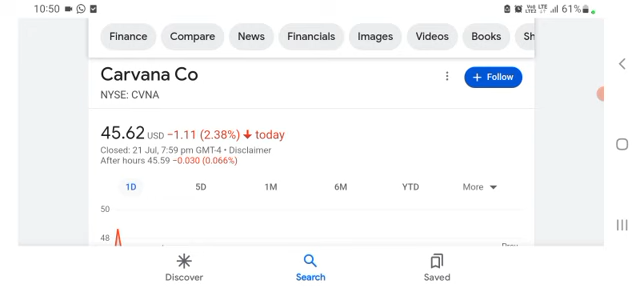 10:50 61%
Finance Compare News Financials Images Videos Books Sh
Carvana Co
NYSE: CVNA
+ Follow
45.62 USD −1.11 (2.38%) ↓ today
Closed: 21 Jul, 7:59 pm GMT-4 • Disclaimer
After hours 45.59 −0.030 (0.066%)
1D 5D 1M 6M YTD More
50
48
Discover Search Saved